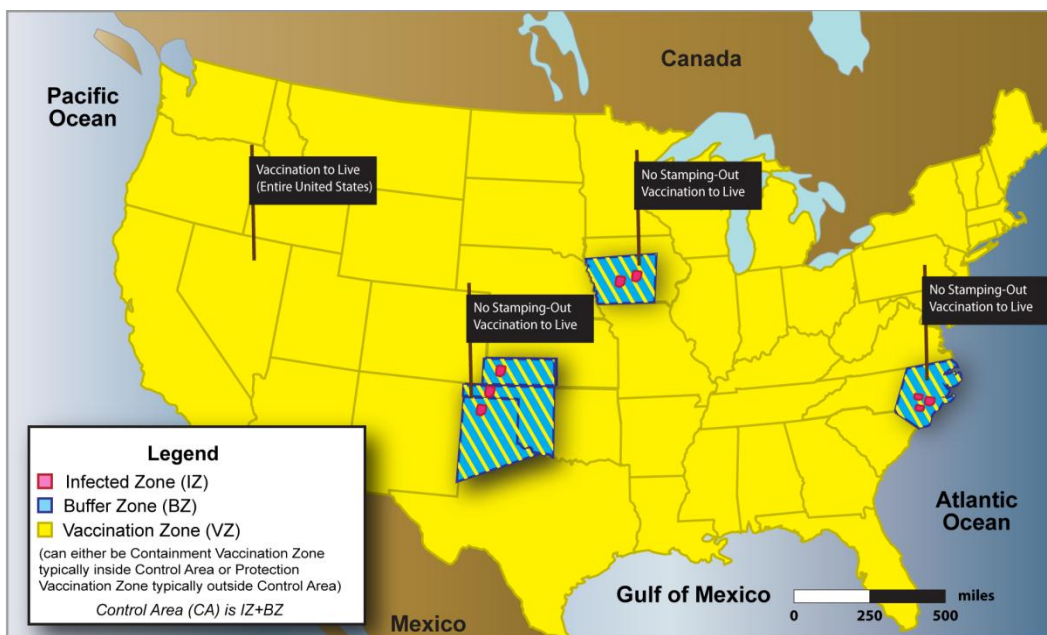 Canada
Pacific
Ocean
Vaccination to Live
(Entire United States)
No Stamping-Out
Vaccination to Live
No Stamping-Out
Vaccination to Live
No Stamping-Out
Vaccination to Live
Legend
Infected Zone (IZ)
Buffer Zone (BZ)
Vaccination Zone (VZ)
(can either be Containment Vaccination Zone
typically inside Control Area or Protection
Vaccination Zone typically outside Control Area)
Control Area (CA) is IZ+BZ
Atlantic
Ocean
Gulf of Mexico
miles
0 250 500
Mexico